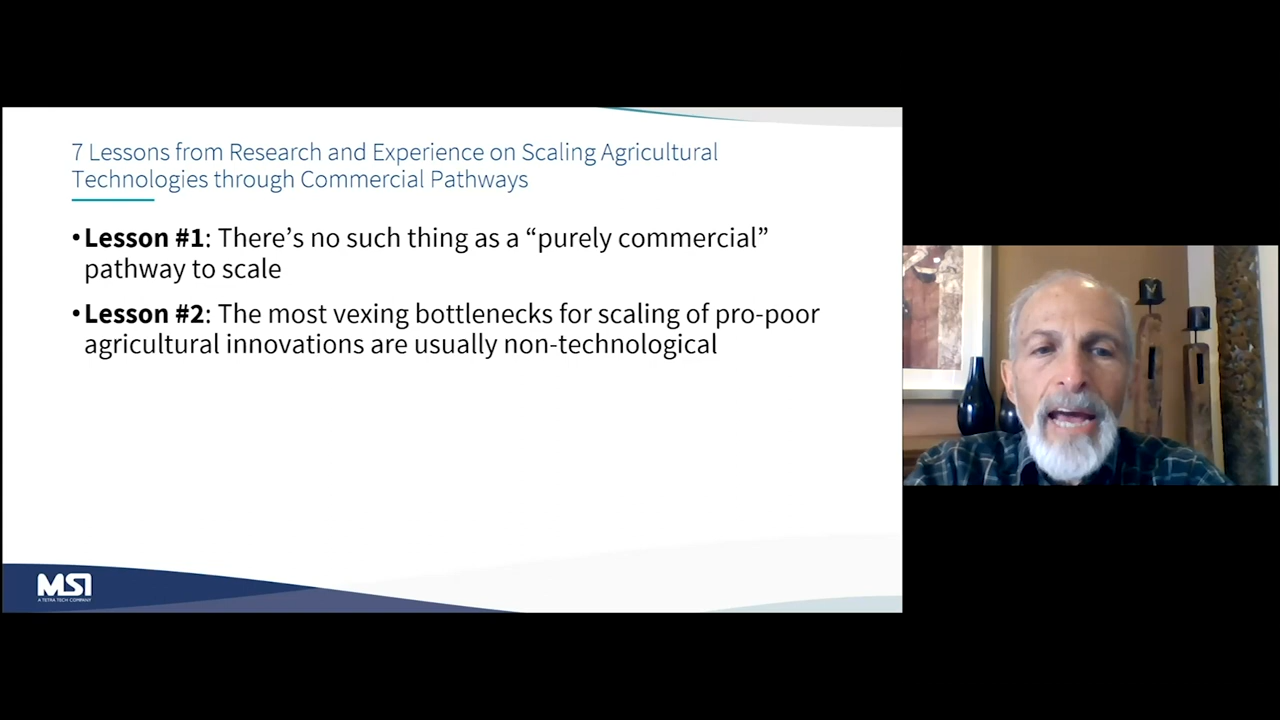 7 Lessons from Research and Experience on Scaling Agricultural
Technologies through Commercial Pathways
•Lesson #1: There’s no such thing as a “purely commercial”
pathway to scale
•Lesson #2: The most vexing bottlenecks for scaling of pro-poor
agricultural innovations are usually non-technological
MSI
A TETRA TECH COMPANY